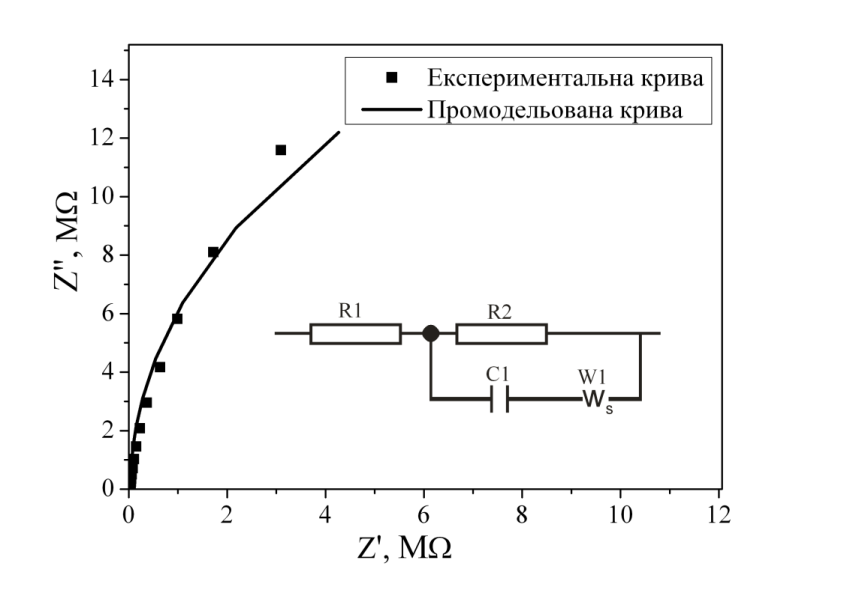 Експериментальна крива
Промодельована крива
14
12
10
8
6
4
2
0
Z'', MΩ
R1
R2
C1
W1
Ws
0 2 4 6 8 10 12
Z', MΩ